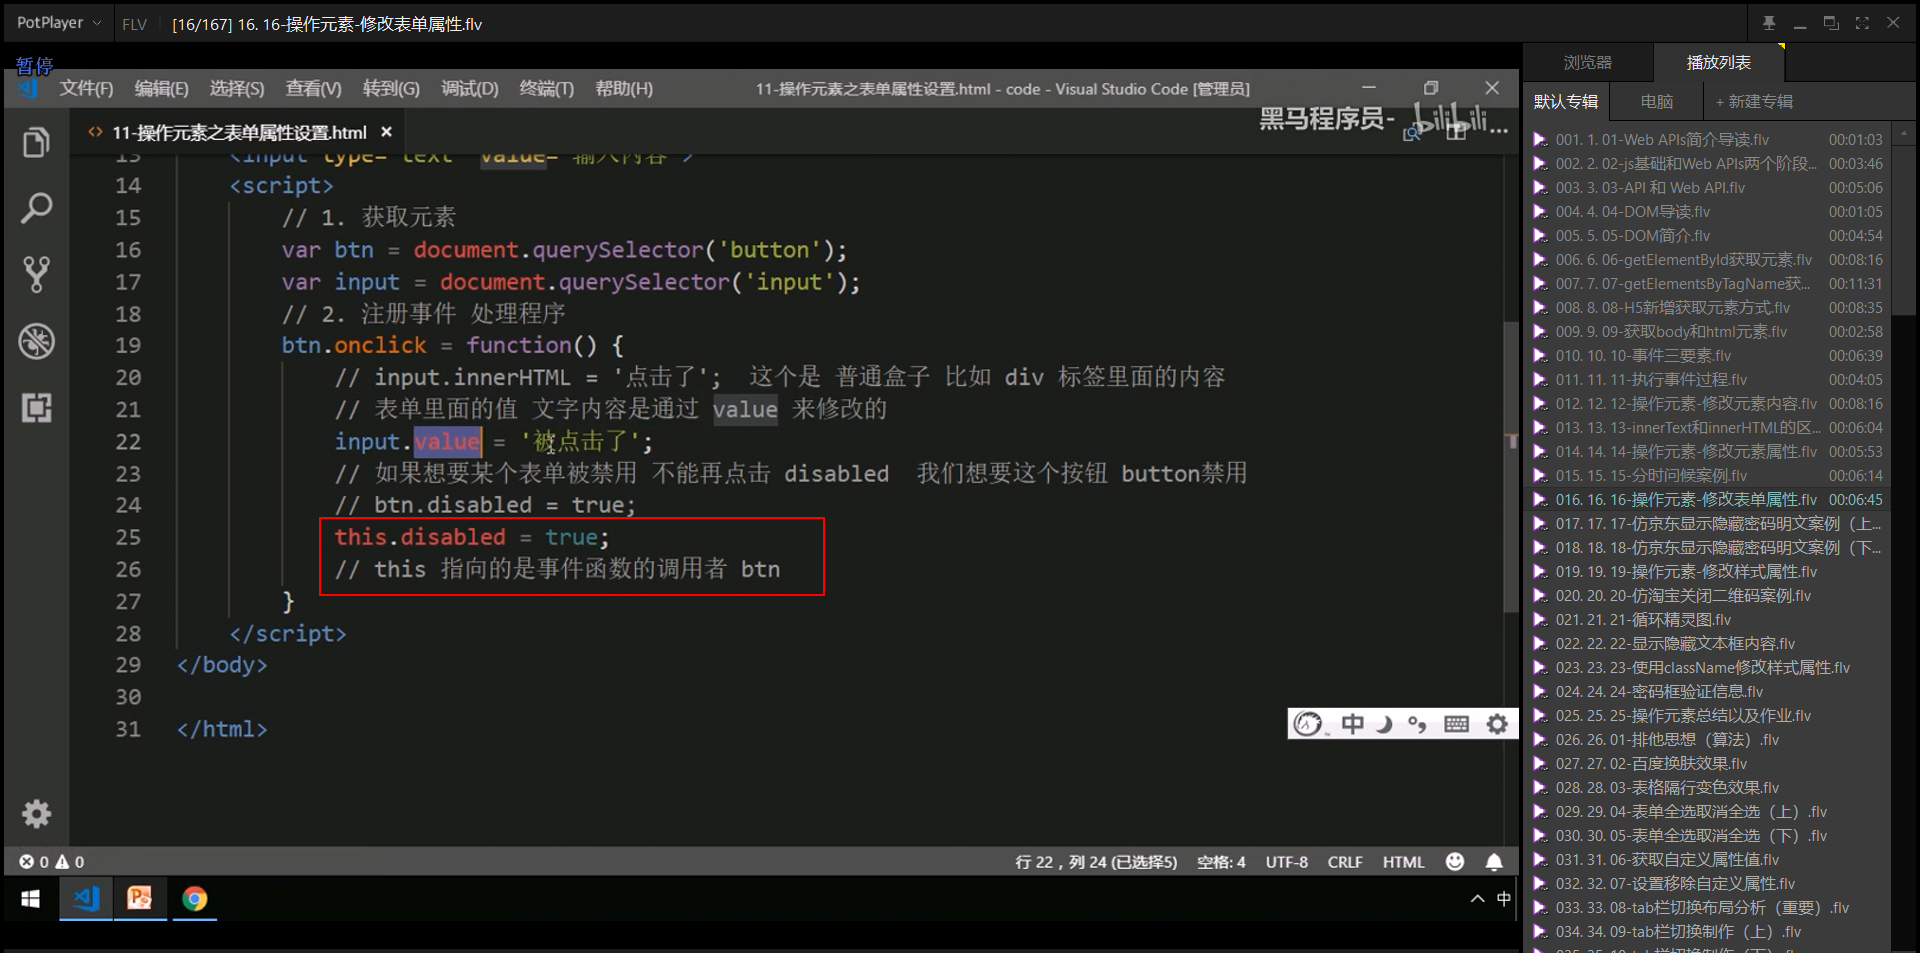 PotPlayer
FLV
[16/167] 16. 16-操作元素-修改表单属性.flv
暂停
文件(F) 编辑(E) 选择(S) 查看(V) 转到(G) 调试(D) 终端(T) 帮助(H)
11-操作元素之表单属性设置.html - code - Visual Studio Code [管理员]
11-操作元素之表单属性设置.html
黑马程序员-
bilibili
13 <input type="text" value="输入内容">
14 <script>
15 // 1. 获取元素
16 var btn = document.querySelector('button');
17 var input = document.querySelector('input');
18 // 2. 注册事件 处理程序
19 btn.onclick = function() {
20 // input.innerHTML = '点击了'; 这个是 普通盒子 比如 div 标签里面的内容
21 // 表单里面的值 文字内容是通过 value 来修改的
22 input.value = '被点击了';
23 // 如果想要某个表单被禁用 不能再点击 disabled 我们想要这个按钮 button禁用
24 // btn.disabled = true;
25 this.disabled = true;
26 // this 指向的是事件函数的调用者 btn
27 }
28 </script>
29 </body>
30
31 </html>
中
0 0
行 22，列 24 (已选择5) 空格: 4 UTF-8 CRLF HTML
中
浏览器 播放列表
默认专辑 电脑 + 新建专辑
001. 1. 01-Web APIs简介导读.flv 00:01:03
002. 2. 02-js基础和Web APIs两个阶段... 00:03:46
003. 3. 03-API 和 Web API.flv 00:05:06
004. 4. 04-DOM导读.flv 00:01:05
005. 5. 05-DOM简介.flv 00:04:54
006. 6. 06-getElementById获取元素.flv 00:08:16
007. 7. 07-getElementsByTagName获... 00:11:31
008. 8. 08-H5新增获取元素方式.flv 00:08:35
009. 9. 09-获取body和html元素.flv 00:02:58
010. 10. 10-事件三要素.flv 00:06:39
011. 11. 11-执行事件过程.flv 00:04:05
012. 12. 12-操作元素-修改元素内容.flv 00:08:16
013. 13. 13-innerText和innerHTML的区... 00:06:04
014. 14. 14-操作元素-修改元素属性.flv 00:05:53
015. 15. 15-分时问候案例.flv 00:06:14
016. 16. 16-操作元素-修改表单属性.flv 00:06:45
017. 17. 17-仿京东显示隐藏密码明文案例（上...
018. 18. 18-仿京东显示隐藏密码明文案例（下...
019. 19. 19-操作元素-修改样式属性.flv
020. 20. 20-仿淘宝关闭二维码案例.flv
021. 21. 21-循环精灵图.flv
022. 22. 22-显示隐藏文本框内容.flv
023. 23. 23-使用className修改样式属性.flv
024. 24. 24-密码框验证信息.flv
025. 25. 25-操作元素总结以及作业.flv
026. 26. 01-排他思想（算法）.flv
027. 27. 02-百度换肤效果.flv
028. 28. 03-表格隔行变色效果.flv
029. 29. 04-表单全选取消全选（上）.flv
030. 30. 05-表单全选取消全选（下）.flv
031. 31. 06-获取自定义属性值.flv
032. 32. 07-设置移除自定义属性.flv
033. 33. 08-tab栏切换布局分析（重要）.flv
034. 34. 09-tab栏切换制作（上）.flv